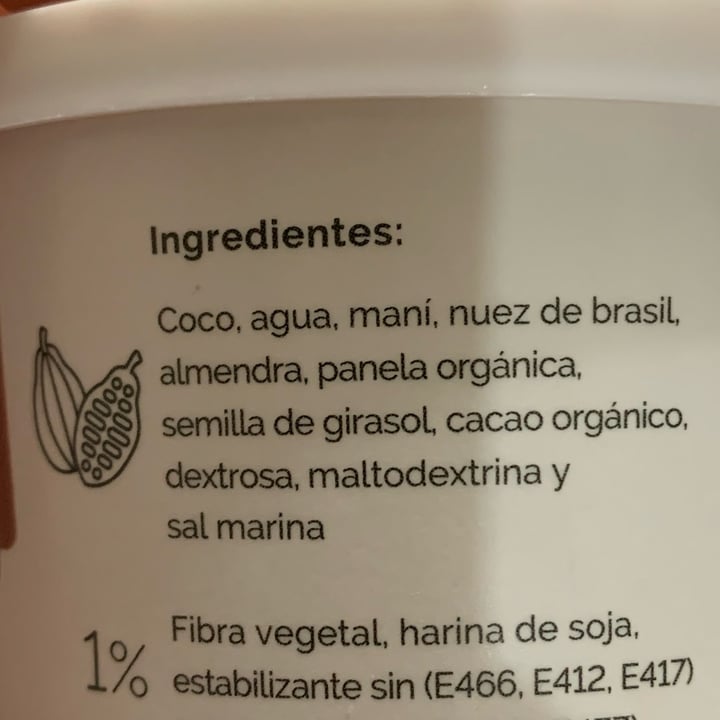 Ingredientes:
Coco, agua, maní, nuez de brasil,
almendra, panela orgánica,
semilla de girasol, cacao orgánico,
dextrosa, maltodextrina y
sal marina
1% Fibra vegetal, harina de soja,
estabilizante sin (E466, E412, E417)